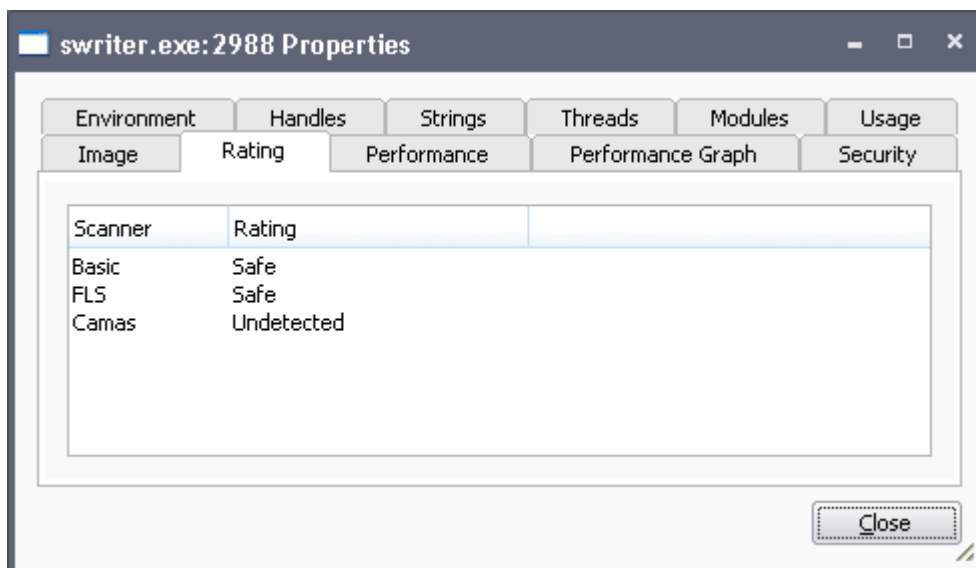 swriter.exe:2988 Properties
Environment Handles Strings Threads Modules Usage
Image Rating Performance Performance Graph Security
Scanner Rating
Basic Safe
FLS Safe
Camas Undetected
Close